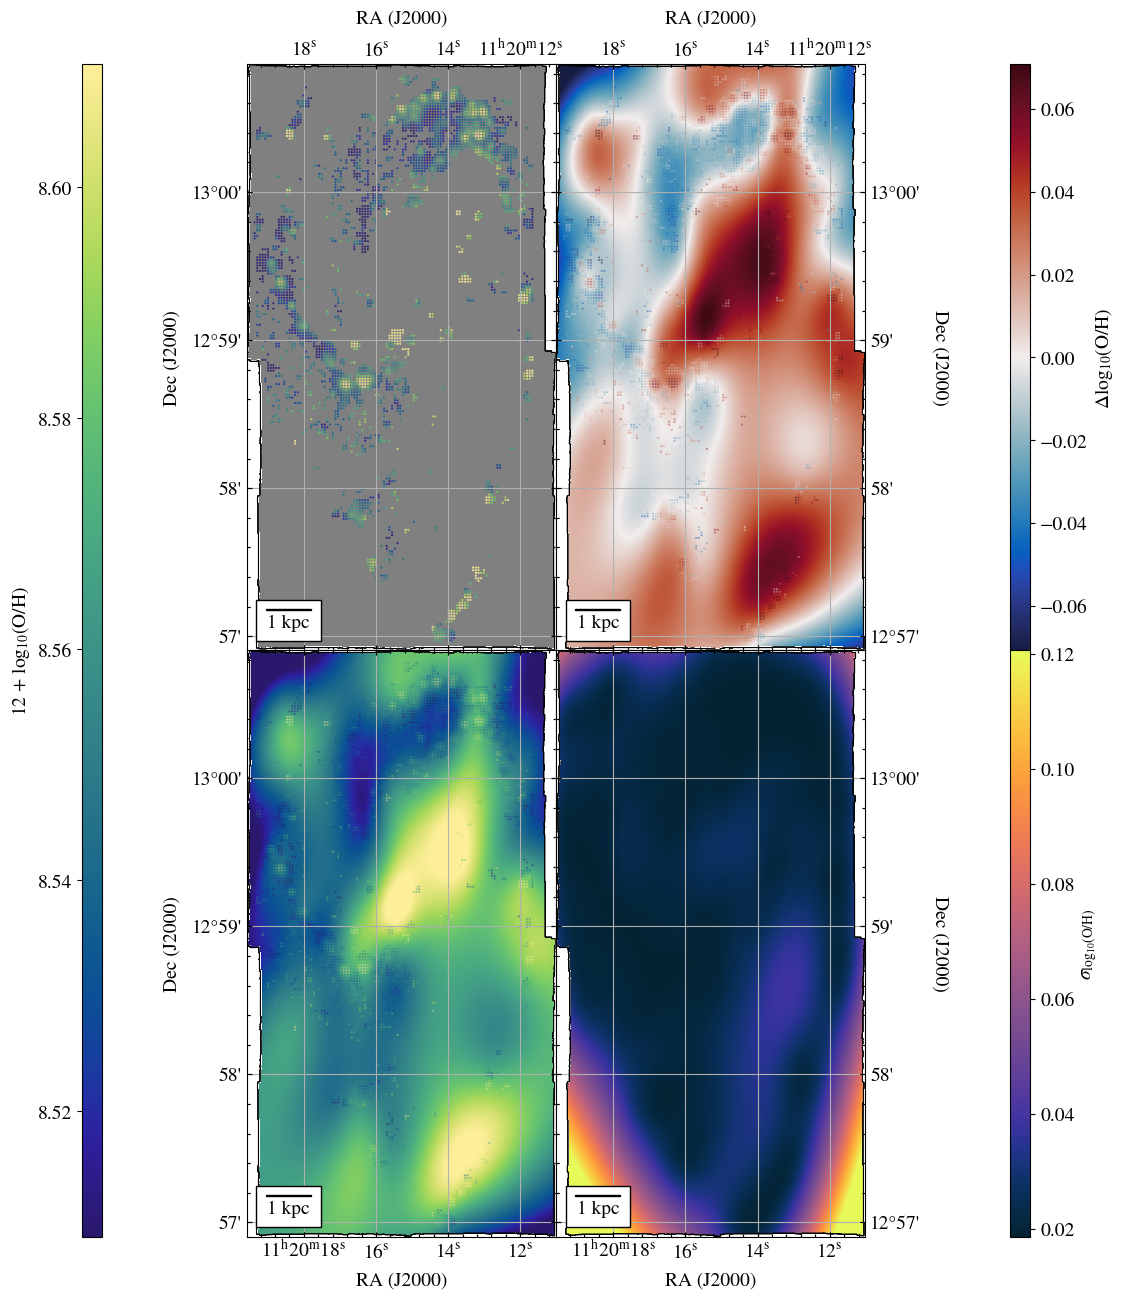 RA (J2000) RA (J2000)
18ˢ 16ˢ 14ˢ 11ʰ20ᵐ12ˢ 18ˢ 16ˢ 14ˢ 11ʰ20ᵐ12ˢ
8.60
8.58
8.56
8.54
8.52
12 + log₁₀(O/H)
13°00'
12°59'
58'
57'
Dec (J2000)
1 kpc
13°00'
59'
58'
12°57'
Dec (J2000)
1 kpc
0.06
0.04
0.02
0.00
−0.02
−0.04
−0.06
Δlog₁₀(O/H)
13°00'
12°59'
58'
57'
Dec (J2000)
1 kpc
13°00'
59'
58'
12°57'
Dec (J2000)
1 kpc
0.12
0.10
0.08
0.06
0.04
0.02
σlog₁₀(O/H)
11ʰ20ᵐ18ˢ 16ˢ 14ˢ 12ˢ 11ʰ20ᵐ18ˢ 16ˢ 14ˢ 12ˢ
RA (J2000) RA (J2000)